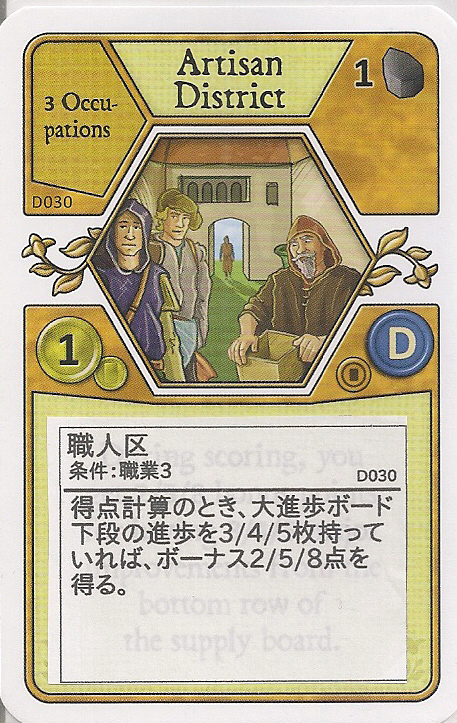 Artisan
District
1
3 Occu-
pations
D030
1
D
職人区
条件:職業3
D030
得点計算のとき、大進歩ボード
下段の進歩を3/4/5枚持って
いれば、ボーナス2/5/8点を
得る。
bottom row of
the supply board.